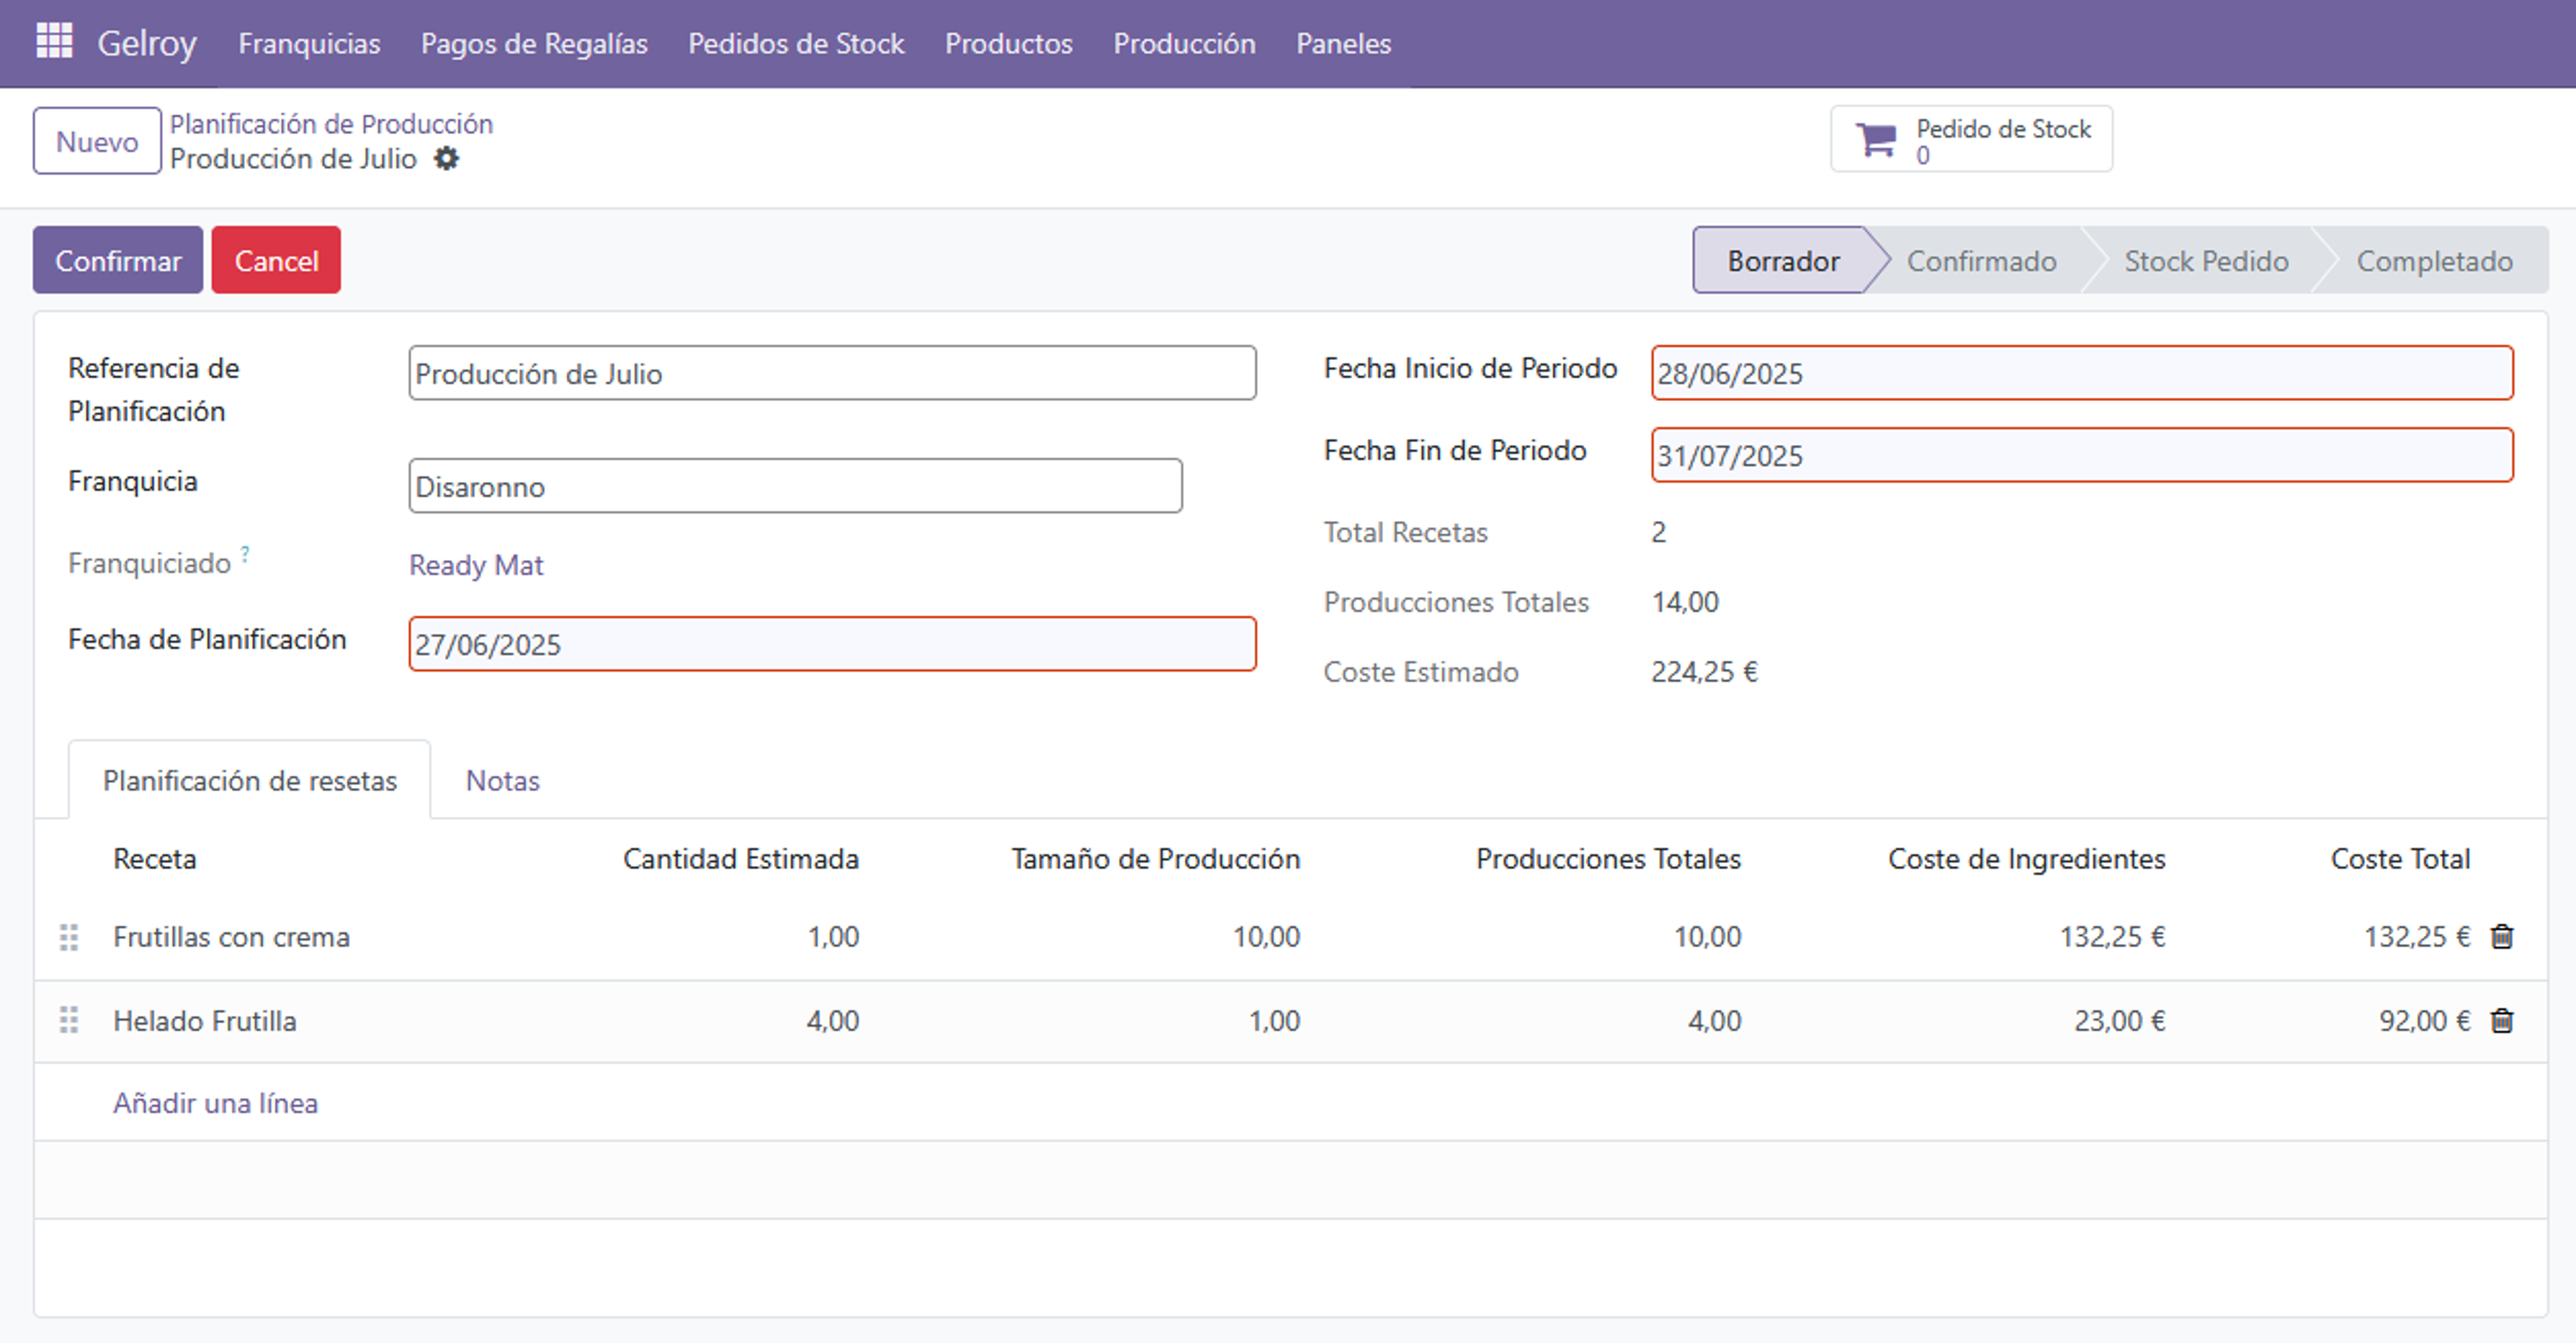 Gelroy Franquicias Pagos de Regalías Pedidos de Stock Productos Producción Paneles
Nuevo
Planificación de Producción
Producción de Julio
Pedido de Stock
0
Confirmar Cancel
Borrador Confirmado Stock Pedido Completado
Referencia de
Planificación
Producción de Julio
Franquicia Disaronno
Franquiciado ? Ready Mat
Fecha de Planificación 27/06/2025
Fecha Inicio de Periodo 28/06/2025
Fecha Fin de Periodo 31/07/2025
Total Recetas 2
Producciones Totales 14,00
Coste Estimado 224,25 €
Planificación de resetas Notas
Receta Cantidad Estimada Tamaño de Producción Producciones Totales Coste de Ingredientes Coste Total
Frutillas con crema 1,00 10,00 10,00 132,25 € 132,25 €
Helado Frutilla 4,00 1,00 4,00 23,00 € 92,00 €
Añadir una línea